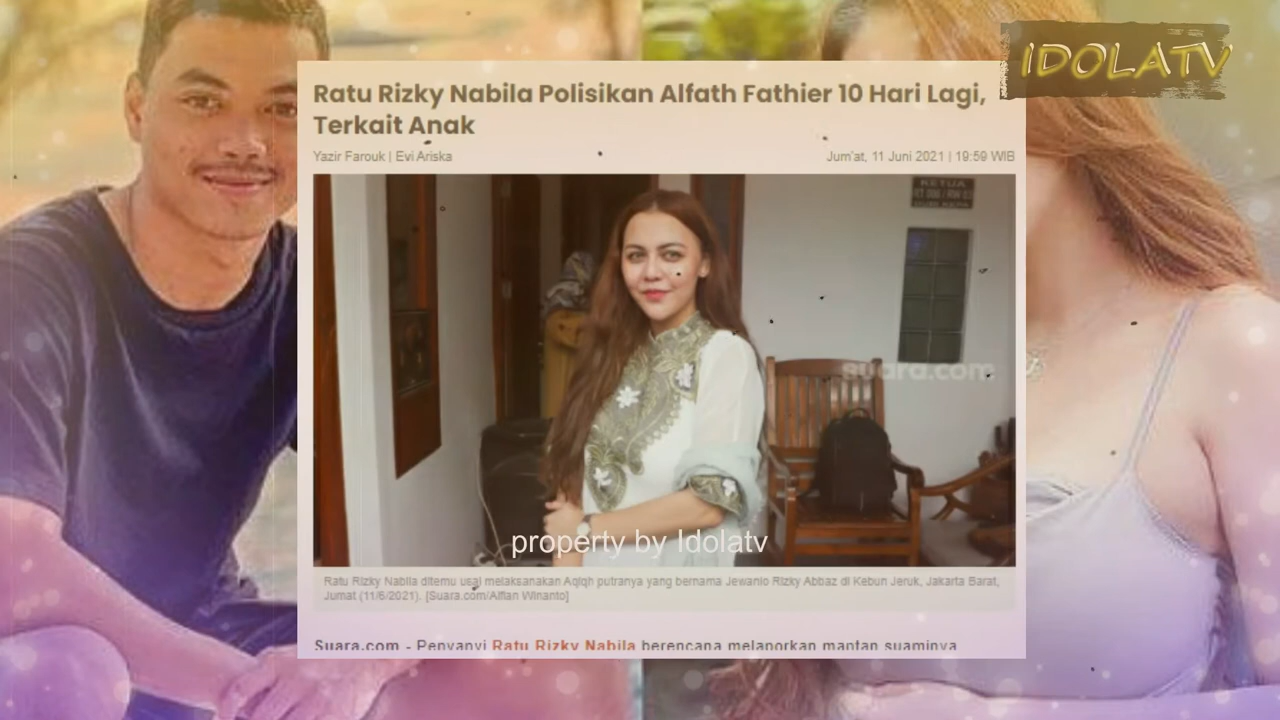 IDOLATV
Ratu Rizky Nabila Polisikan Alfath Fathier 10 Hari Lagi,
Terkait Anak
Yazir Farouk | Evi Ariska
Jum'at, 11 Juni 2021 | 19:59 WIB
KETUA
suara.com
property by Idolatv
Ratu Rizky Nabila ditemu usai melaksanakan Aqiqh putranya yang bernama Jewanio Rizky Abbaz di Kebun Jeruk, Jakarta Barat,
Jumat (11/6/2021). [Suara.com/Alfian Winanto]
Suara.com - Penyanyi Ratu Rizky Nabila berencana melaporkan mantan suaminya